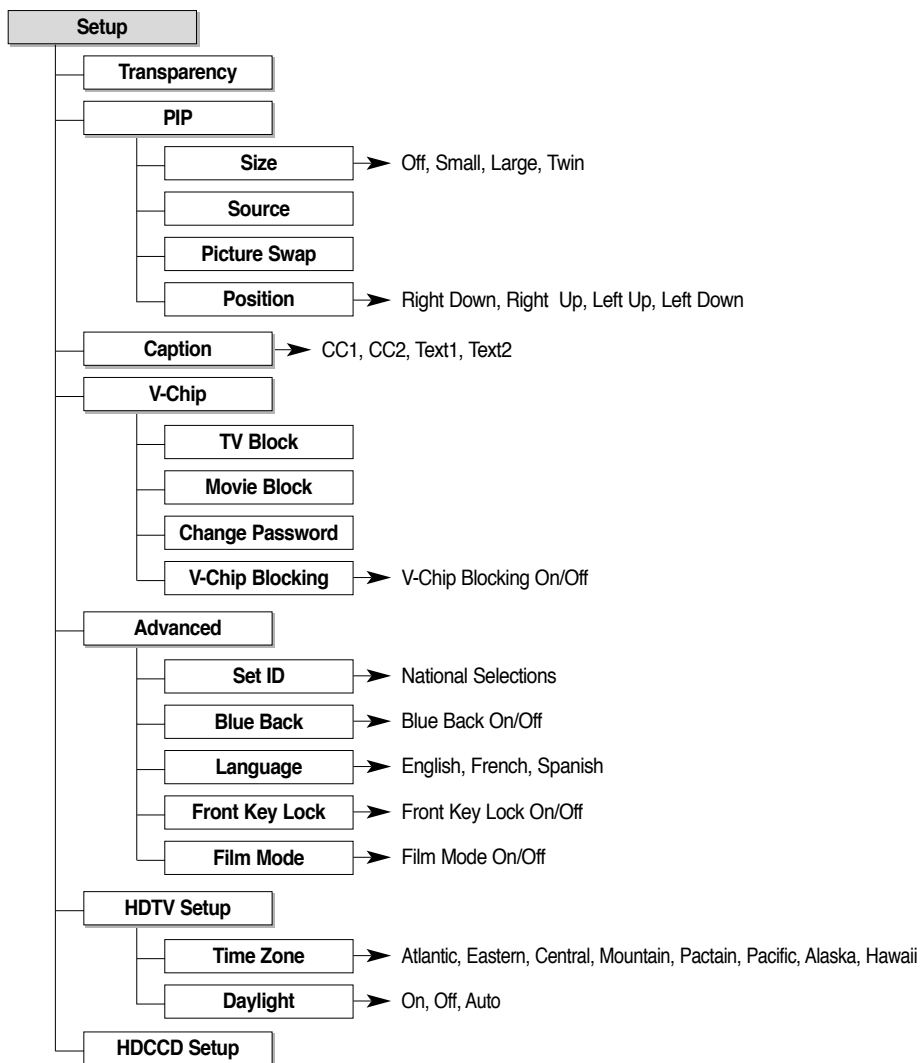 Setup
Transparency
PIP
Size Off, Small, Large, Twin
Source
Picture Swap
Position Right Down, Right  Up, Left Up, Left Down
Caption CC1, CC2, Text1, Text2
V-Chip
TV Block
Movie Block
Change Password
V-Chip Blocking V-Chip Blocking On/Off
Advanced
Set ID National Selections
Blue Back Blue Back On/Off
Language English, French, Spanish
Front Key Lock Front Key Lock On/Off
Film Mode Film Mode On/Off
HDTV Setup
Time Zone Atlantic, Eastern, Central, Mountain, Pactain, Pacific, Alaska, Hawaii
Daylight On, Off, Auto
HDCCD Setup